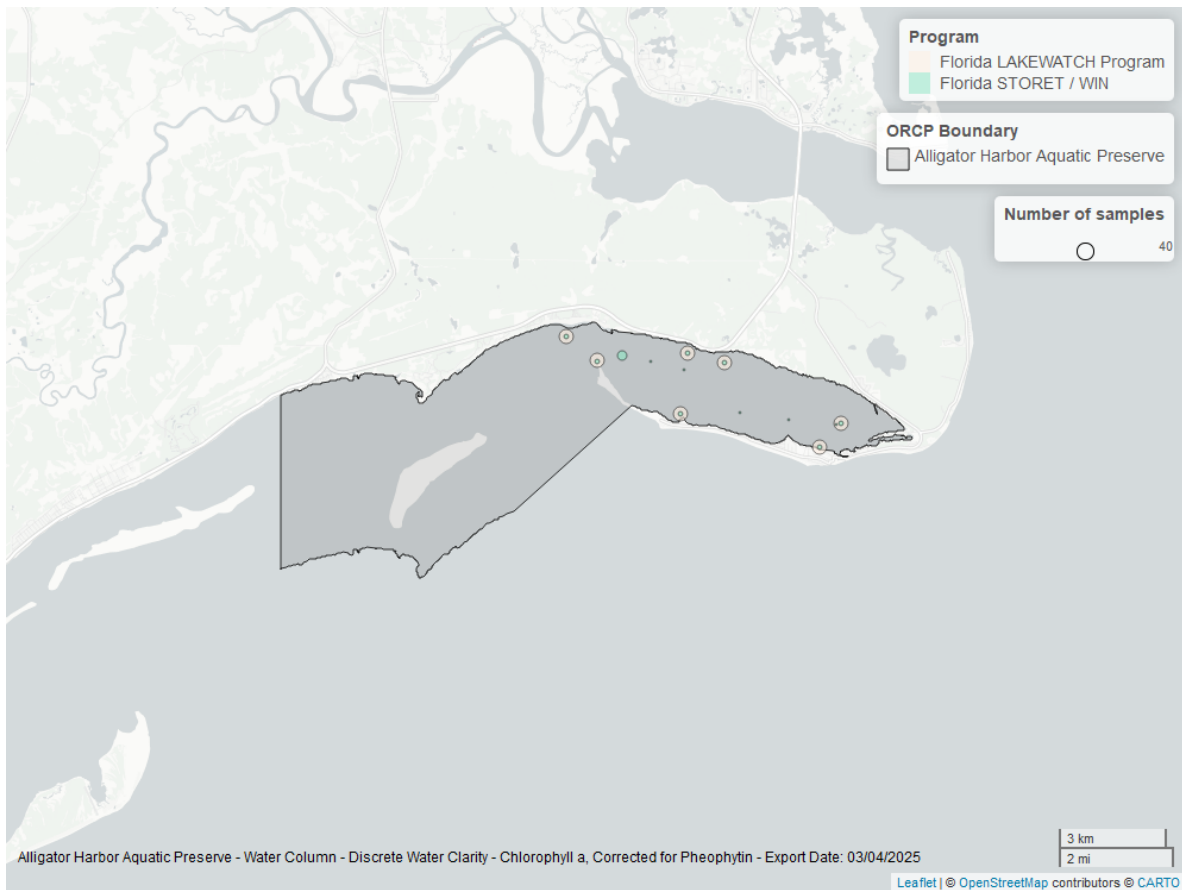 Program
Florida LAKEWATCH Program
Florida STORET / WIN
ORCP Boundary
Alligator Harbor Aquatic Preserve
Number of samples
40
3 km
2 mi
Alligator Harbor Aquatic Preserve - Water Column - Discrete Water Clarity - Chlorophyll a, Corrected for Pheophytin - Export Date: 03/04/2025
Leaflet | © OpenStreetMap contributors © CARTO